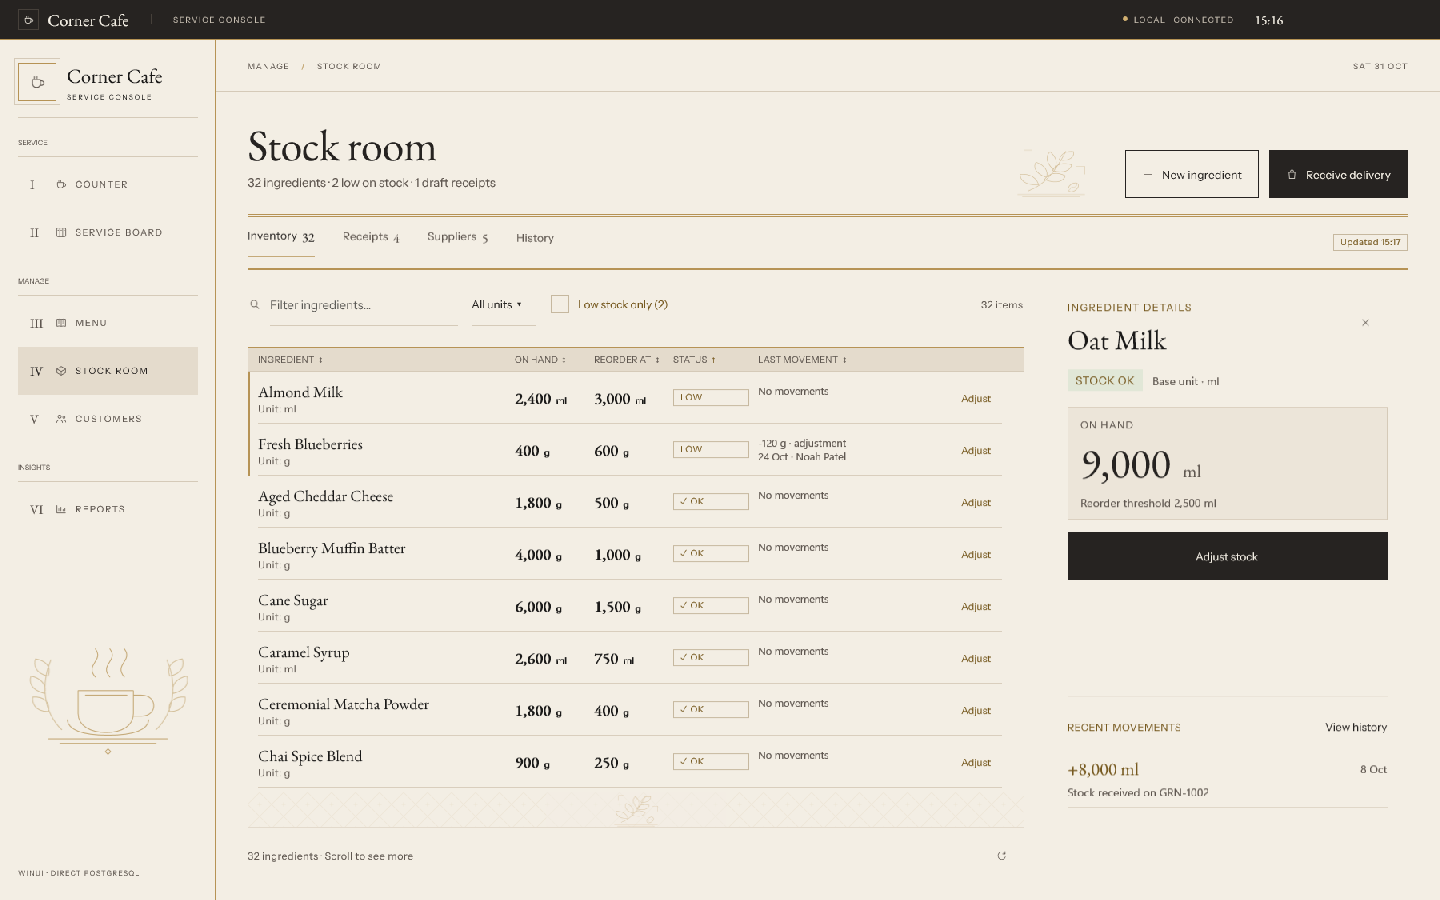 Corner Cafe
SERVICE CONSOLE
LOCAL CONNECTED
15:16
Corner Cafe
SERVICE CONSOLE
SERVICE
I COUNTER
II SERVICE BOARD
MANAGE
III MENU
IV STOCK ROOM
V CUSTOMERS
INSIGHTS
VI REPORTS
WINUI · DIRECT POSTGRESQL
MANAGE / STOCK ROOM
SAT 31 OCT
Stock room
32 ingredients · 2 low on stock · 1 draft receipts
New ingredient
Receive delivery
Inventory 32
Receipts 4
Suppliers 5
History
Updated 15:17
Filter ingredients...
All units
Low stock only (2)
32 items
INGREDIENT ON HAND REORDER AT STATUS LAST MOVEMENT
Almond Milk
Unit ml
2,400 ml 3,000 ml LOW No movements Adjust
Fresh Blueberries
Unit g
400 g 600 g LOW 120 g · adjustment
24 Oct · Noah Patel
Adjust
Aged Cheddar Cheese
Unit g
1,800 g 500 g ✓ OK No movements Adjust
Blueberry Muffin Batter
Unit g
4,000 g 1,000 g ✓ OK No movements Adjust
Cane Sugar
Unit g
6,000 g 1,500 g ✓ OK No movements Adjust
Caramel Syrup
Unit ml
2,600 ml 750 ml ✓ OK No movements Adjust
Ceremonial Matcha Powder
Unit g
1,800 g 400 g ✓ OK No movements Adjust
Chai Spice Blend
Unit g
900 g 250 g ✓ OK No movements Adjust
32 ingredients · Scroll to see more
INGREDIENT DETAILS
Oat Milk
STOCK OK
Base unit · ml
ON HAND
9,000 ml
Reorder threshold 2,500 ml
Adjust stock
RECENT MOVEMENTS
View history
+8,000 ml
8 Oct
Stock received on GRN-1002